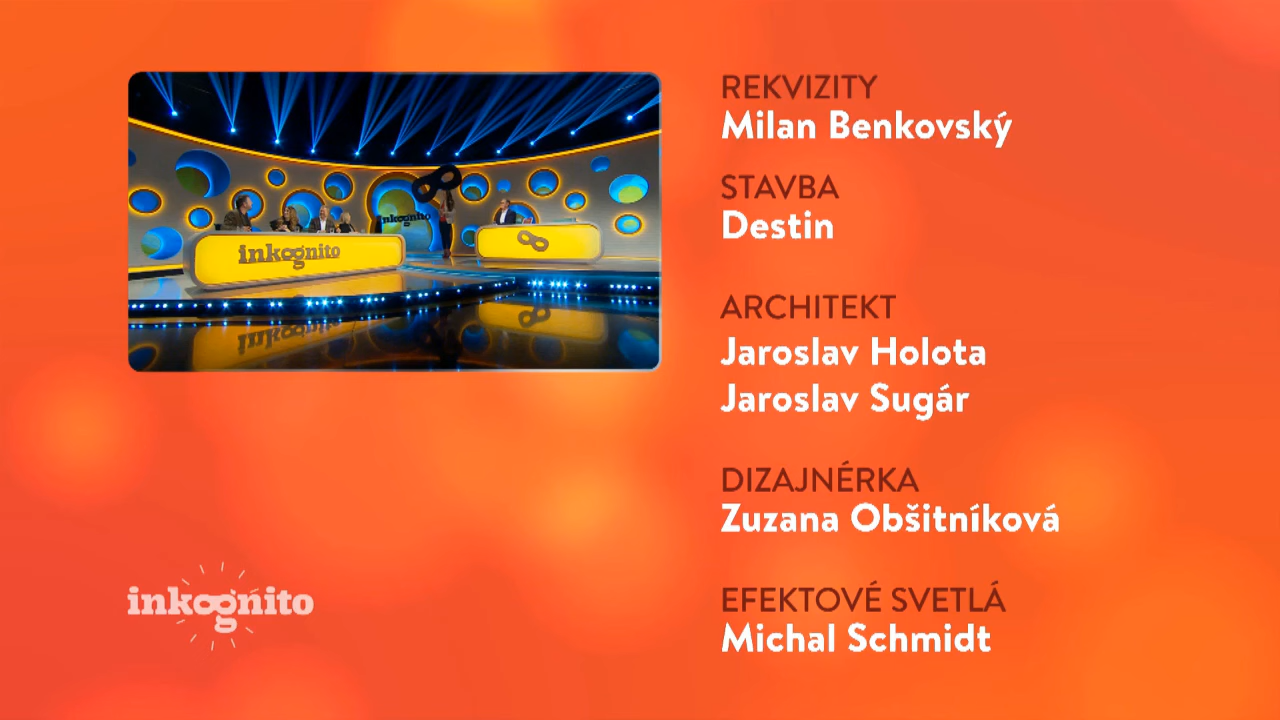 inkognito
inkognito
REKVIZITY
Milan Benkovský
STAVBA
Destin
ARCHITEKT
Jaroslav Holota
Jaroslav Sugár
DIZAJNÉRKA
Zuzana Obšitníková
EFEKTOVÉ SVETLÁ
Michal Schmidt
inkognito